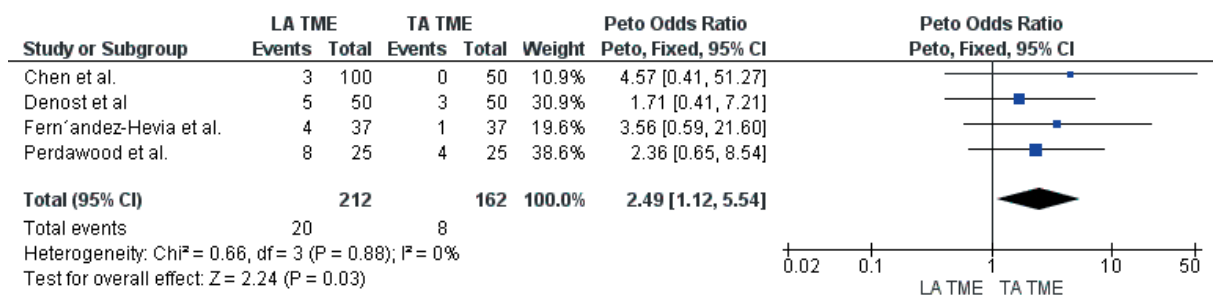 LA TME TA TME Peto Odds Ratio Peto Odds Ratio
Study or Subgroup Events Total Events Total Weight Peto, Fixed, 95% CI Peto, Fixed, 95% CI
Chen et al. 3 100 0 50 10.9% 4.57 [0.41, 51.27]
Denost et al 5 50 3 50 30.9% 1.71 [0.41, 7.21]
Fern´andez-Hevia et al. 4 37 1 37 19.6% 3.56 [0.59, 21.60]
Perdawood et al. 8 25 4 25 38.6% 2.36 [0.65, 8.54]
Total (95% CI) 212 162 100.0% 2.49 [1.12, 5.54]
Total events 20 8
Heterogeneity: Chi² = 0.66, df = 3 (P = 0.88); I² = 0%
Test for overall effect: Z = 2.24 (P = 0.03)
0.02 0.1 1 10 50
LA TME TA TME